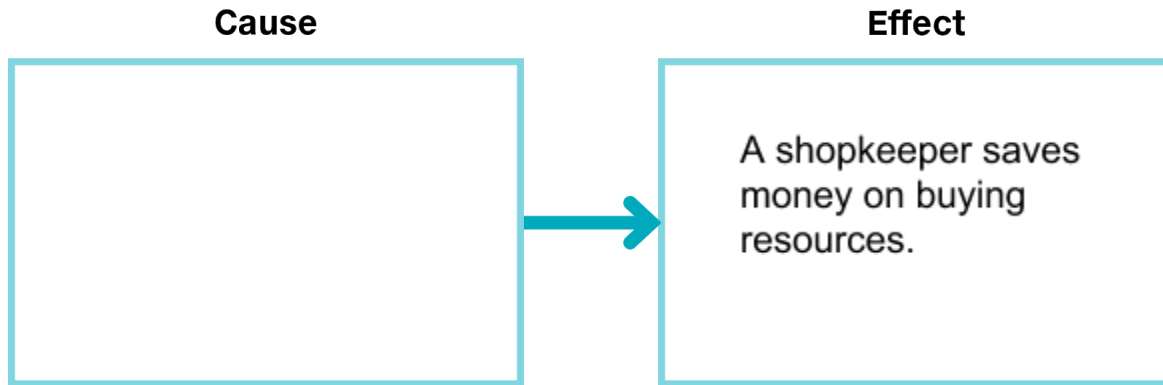 Cause
Effect
A shopkeeper saves
money on buying
resources.